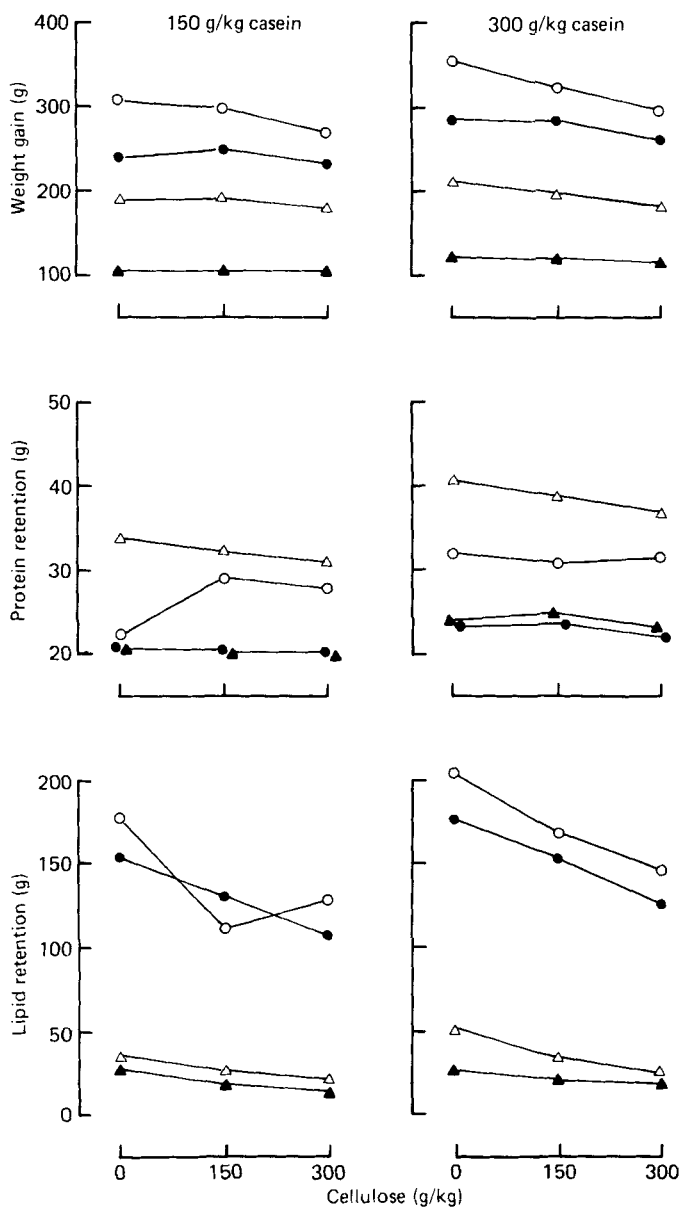 150 g/kg casein
300 g/kg casein
Weight gain (g)
400
300
200
100
Protein retention (g)
50
40
30
20
Lipid retention (g)
200
150
100
50
0
0 150 300
0 150 300
Cellulose (g/kg)